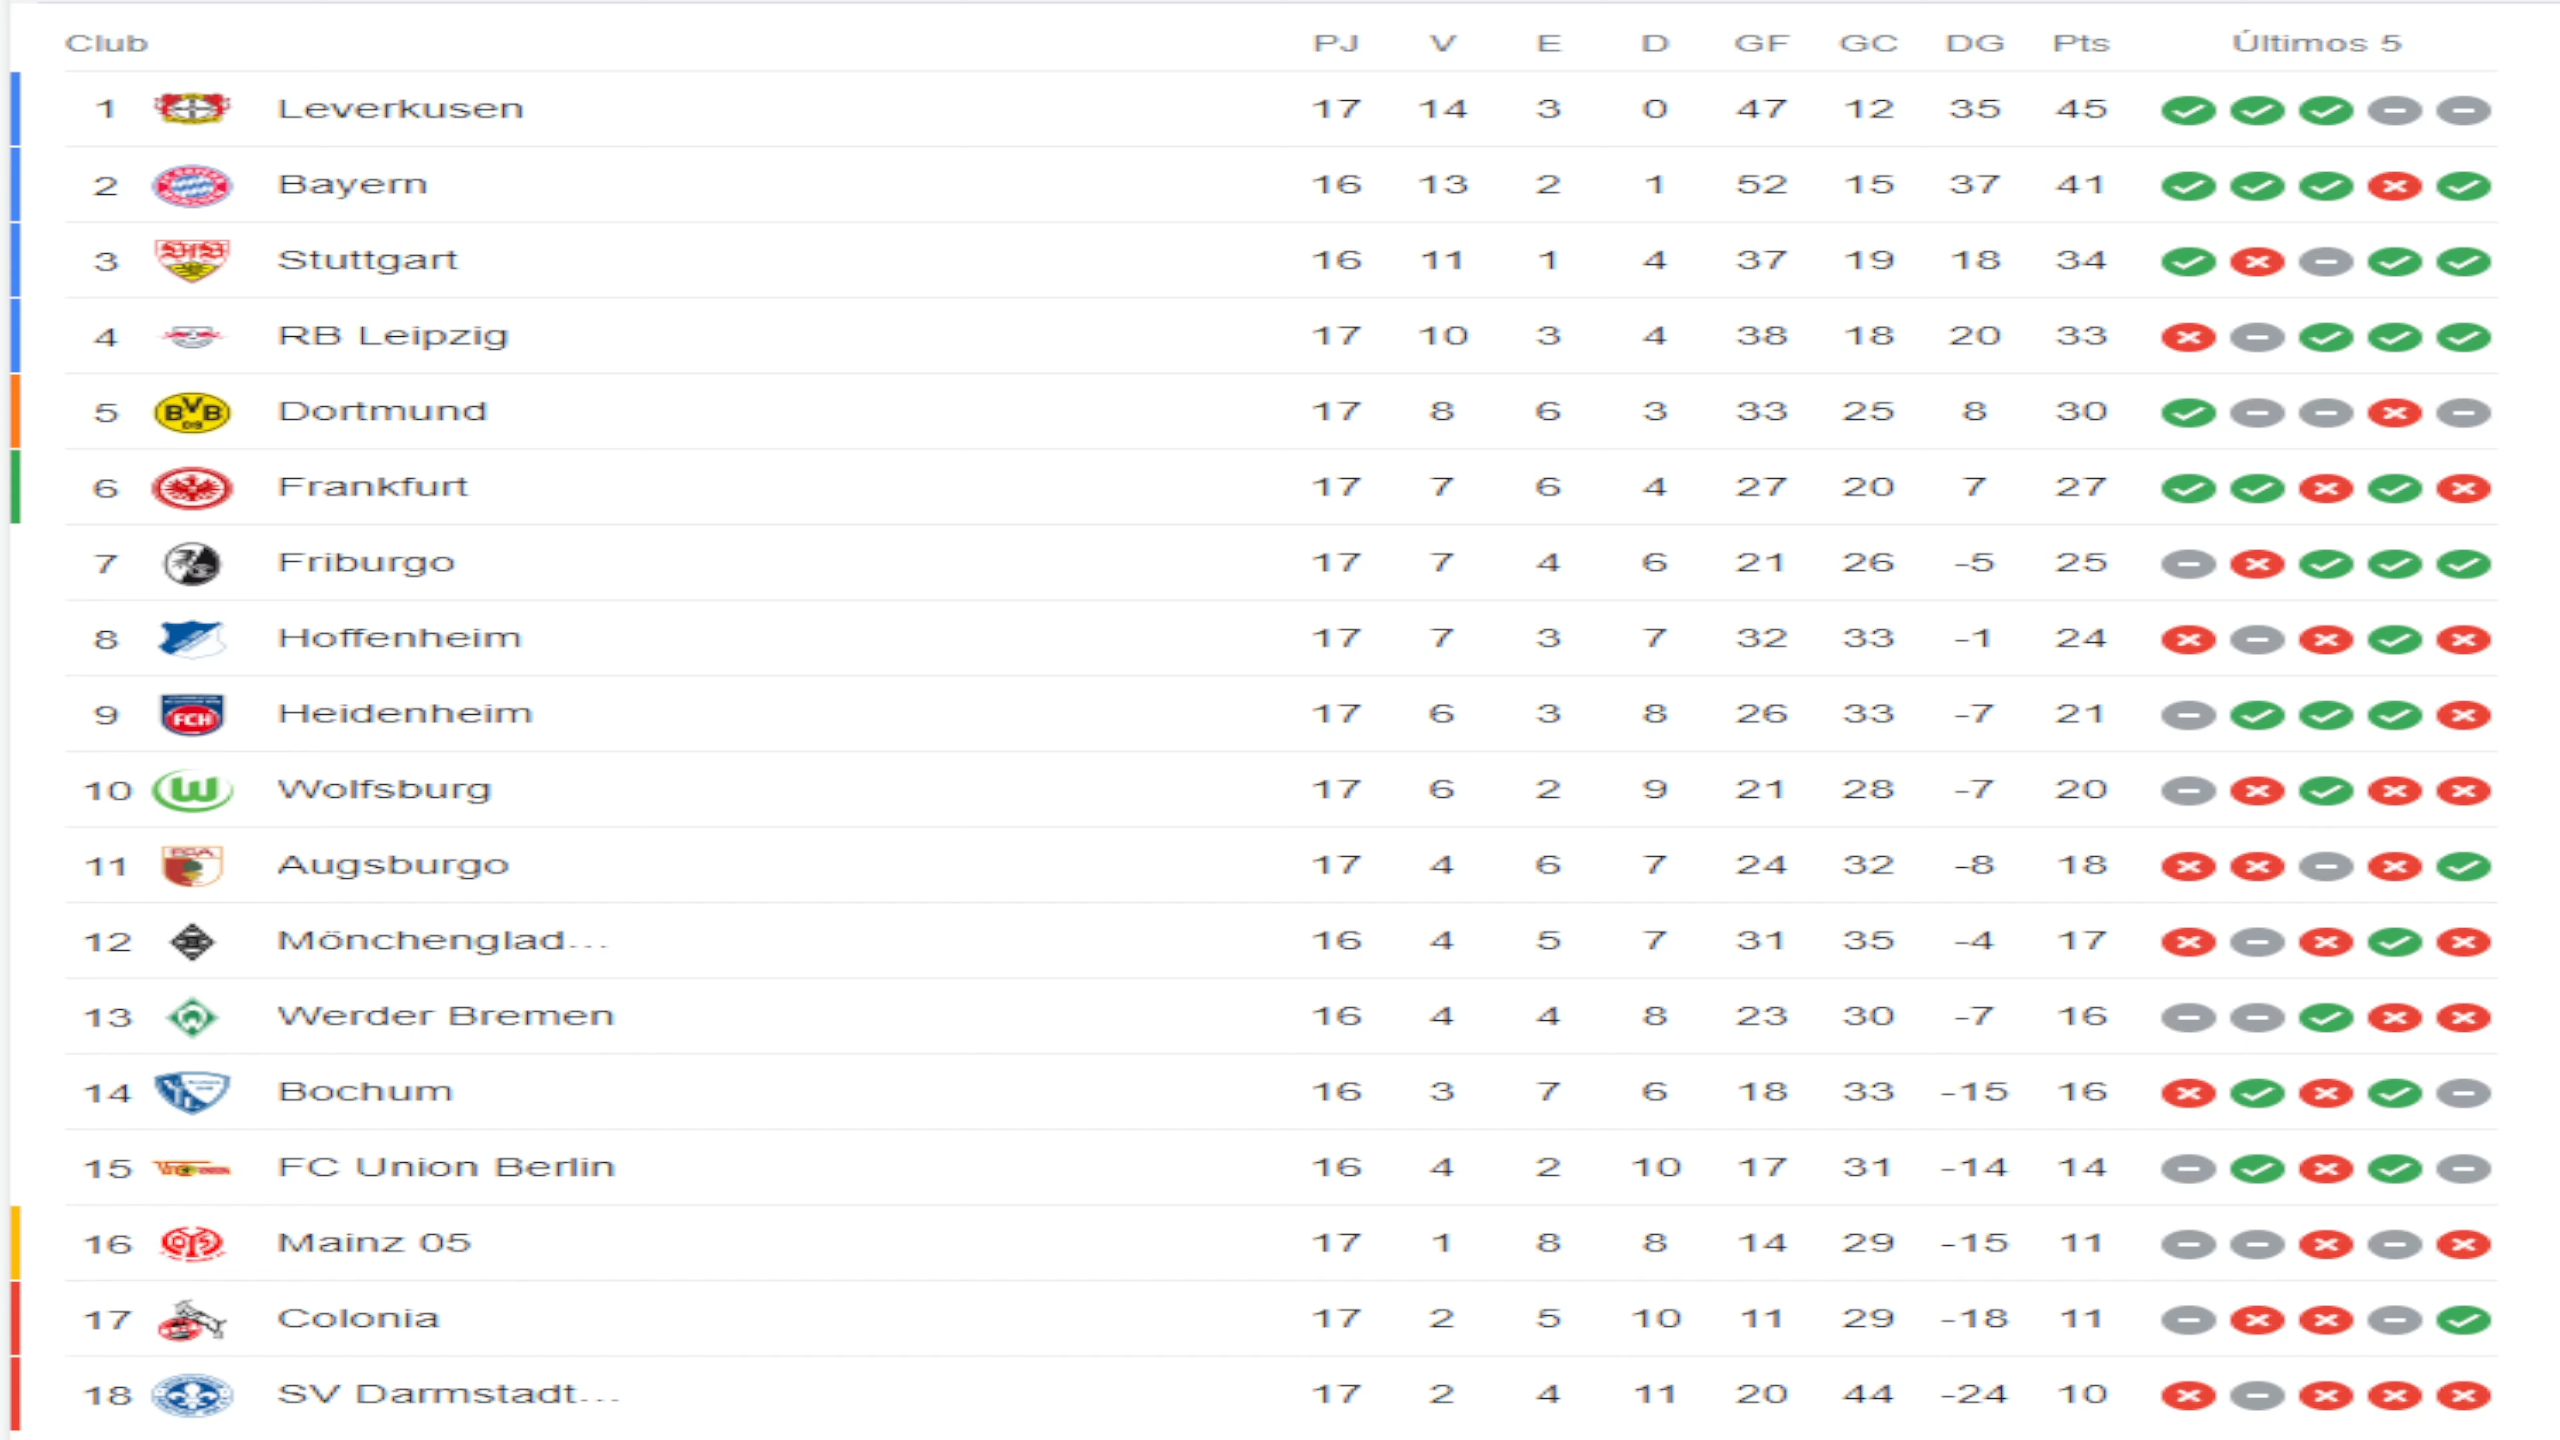 Club PJ V E D GF GC DG Pts Últimos 5
1 Leverkusen 17 14 3 0 47 12 35 45
2 Bayern 16 13 2 1 52 15 37 41
3 Stuttgart 16 11 1 4 37 19 18 34
4 RB Leipzig 17 10 3 4 38 18 20 33
5 BVB 09 Dortmund 17 8 6 3 33 25 8 30
6 Frankfurt 17 7 6 4 27 20 7 27
7 Friburgo 17 7 4 6 21 26 -5 25
8 Hoffenheim 17 7 3 7 32 33 -1 24
9 FCH Heidenheim 17 6 3 8 26 33 -7 21
10 W Wolfsburg 17 6 2 9 21 28 -7 20
11 FCA Augsburgo 17 4 6 7 24 32 -8 18
12 Mönchenglad... 16 4 5 7 31 35 -4 17
13 W Werder Bremen 16 4 4 8 23 30 -7 16
14 Bochum 16 3 7 6 18 33 -15 16
15 FC Union Berlin 16 4 2 10 17 31 -14 14
16 Mainz 05 17 1 8 8 14 29 -15 11
17 Colonia 17 2 5 10 11 29 -18 11
18 SV Darmstadt... 17 2 4 11 20 44 -24 10